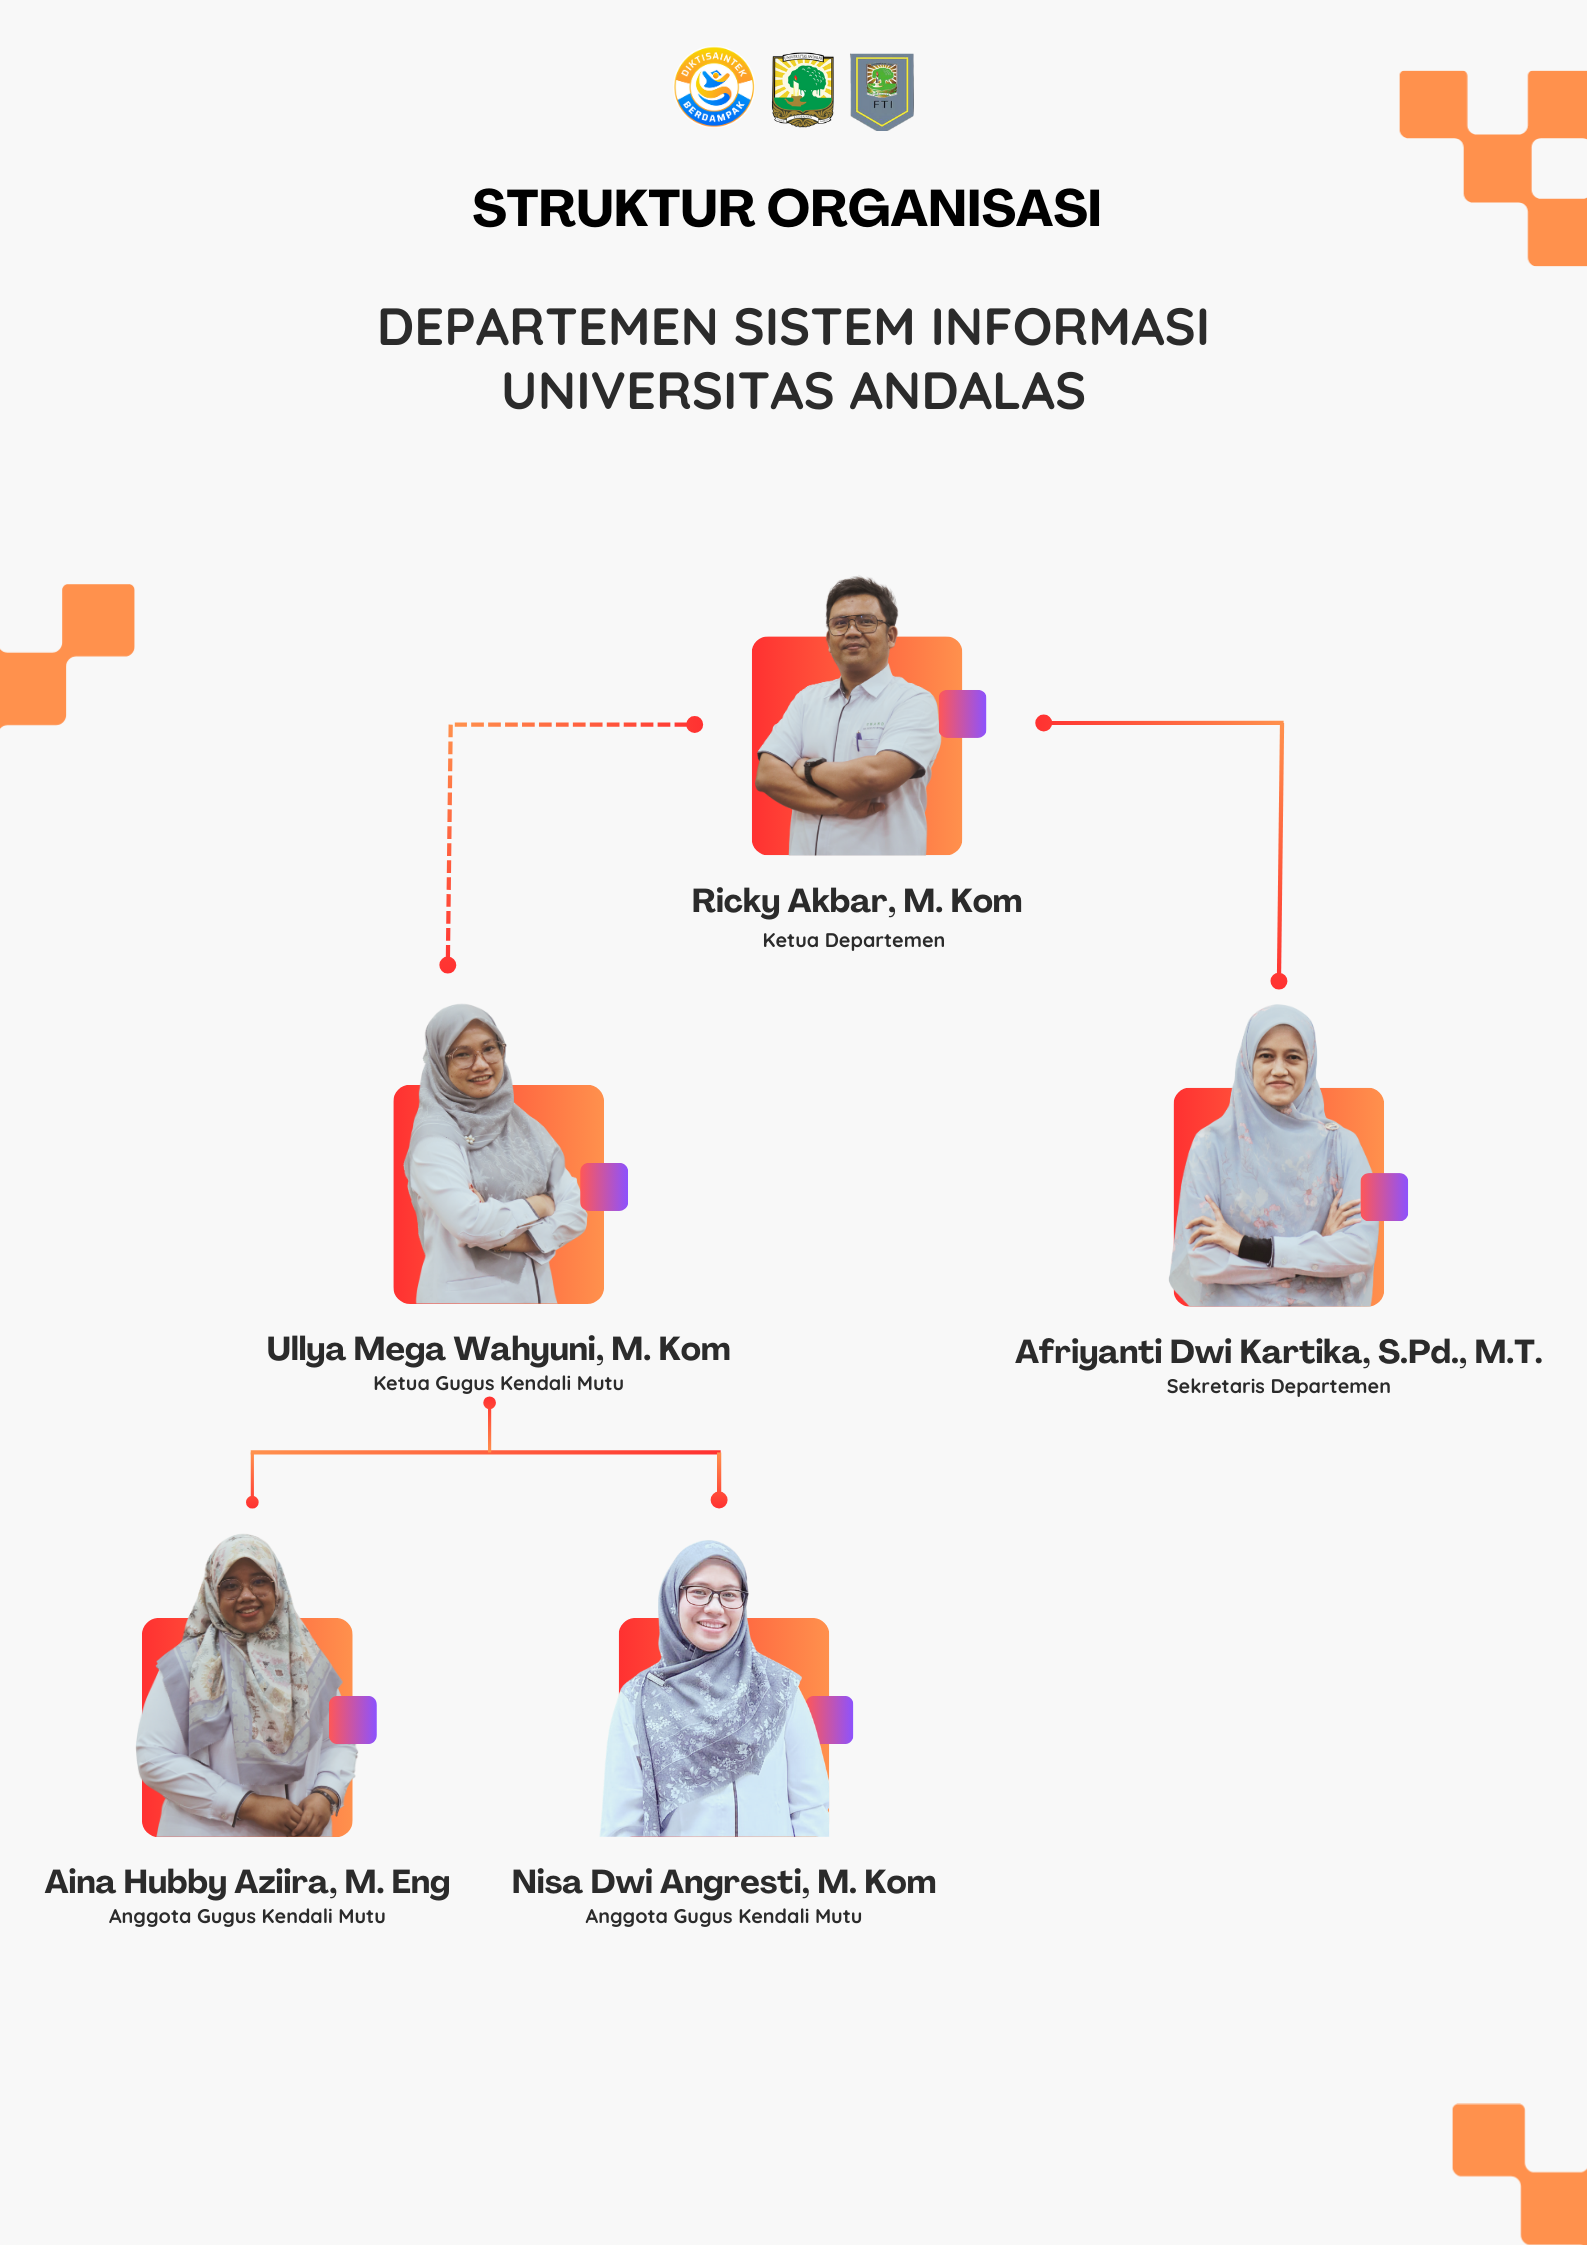 DIKTISAINTEK
BERDAMPAK
FTI
STRUKTUR ORGANISASI
DEPARTEMEN SISTEM INFORMASI
UNIVERSITAS ANDALAS
Ricky Akbar, M. Kom
Ketua Departemen
Ullya Mega Wahyuni, M. Kom
Ketua Gugus Kendali Mutu
Afriyanti Dwi Kartika, S.Pd., M.T.
Sekretaris Departemen
Aina Hubby Aziira, M. Eng
Anggota Gugus Kendali Mutu
Nisa Dwi Angresti, M. Kom
Anggota Gugus Kendali Mutu